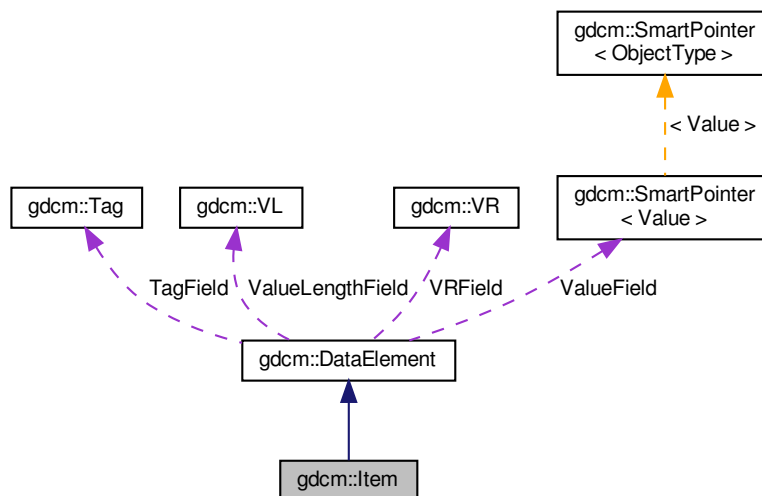 gdcm::SmartPointer
< ObjectType >
< Value >
gdcm::Tag
gdcm::VL
gdcm::VR
gdcm::SmartPointer
< Value >
TagField
ValueLengthField
VRField
ValueField
gdcm::DataElement
gdcm::Item